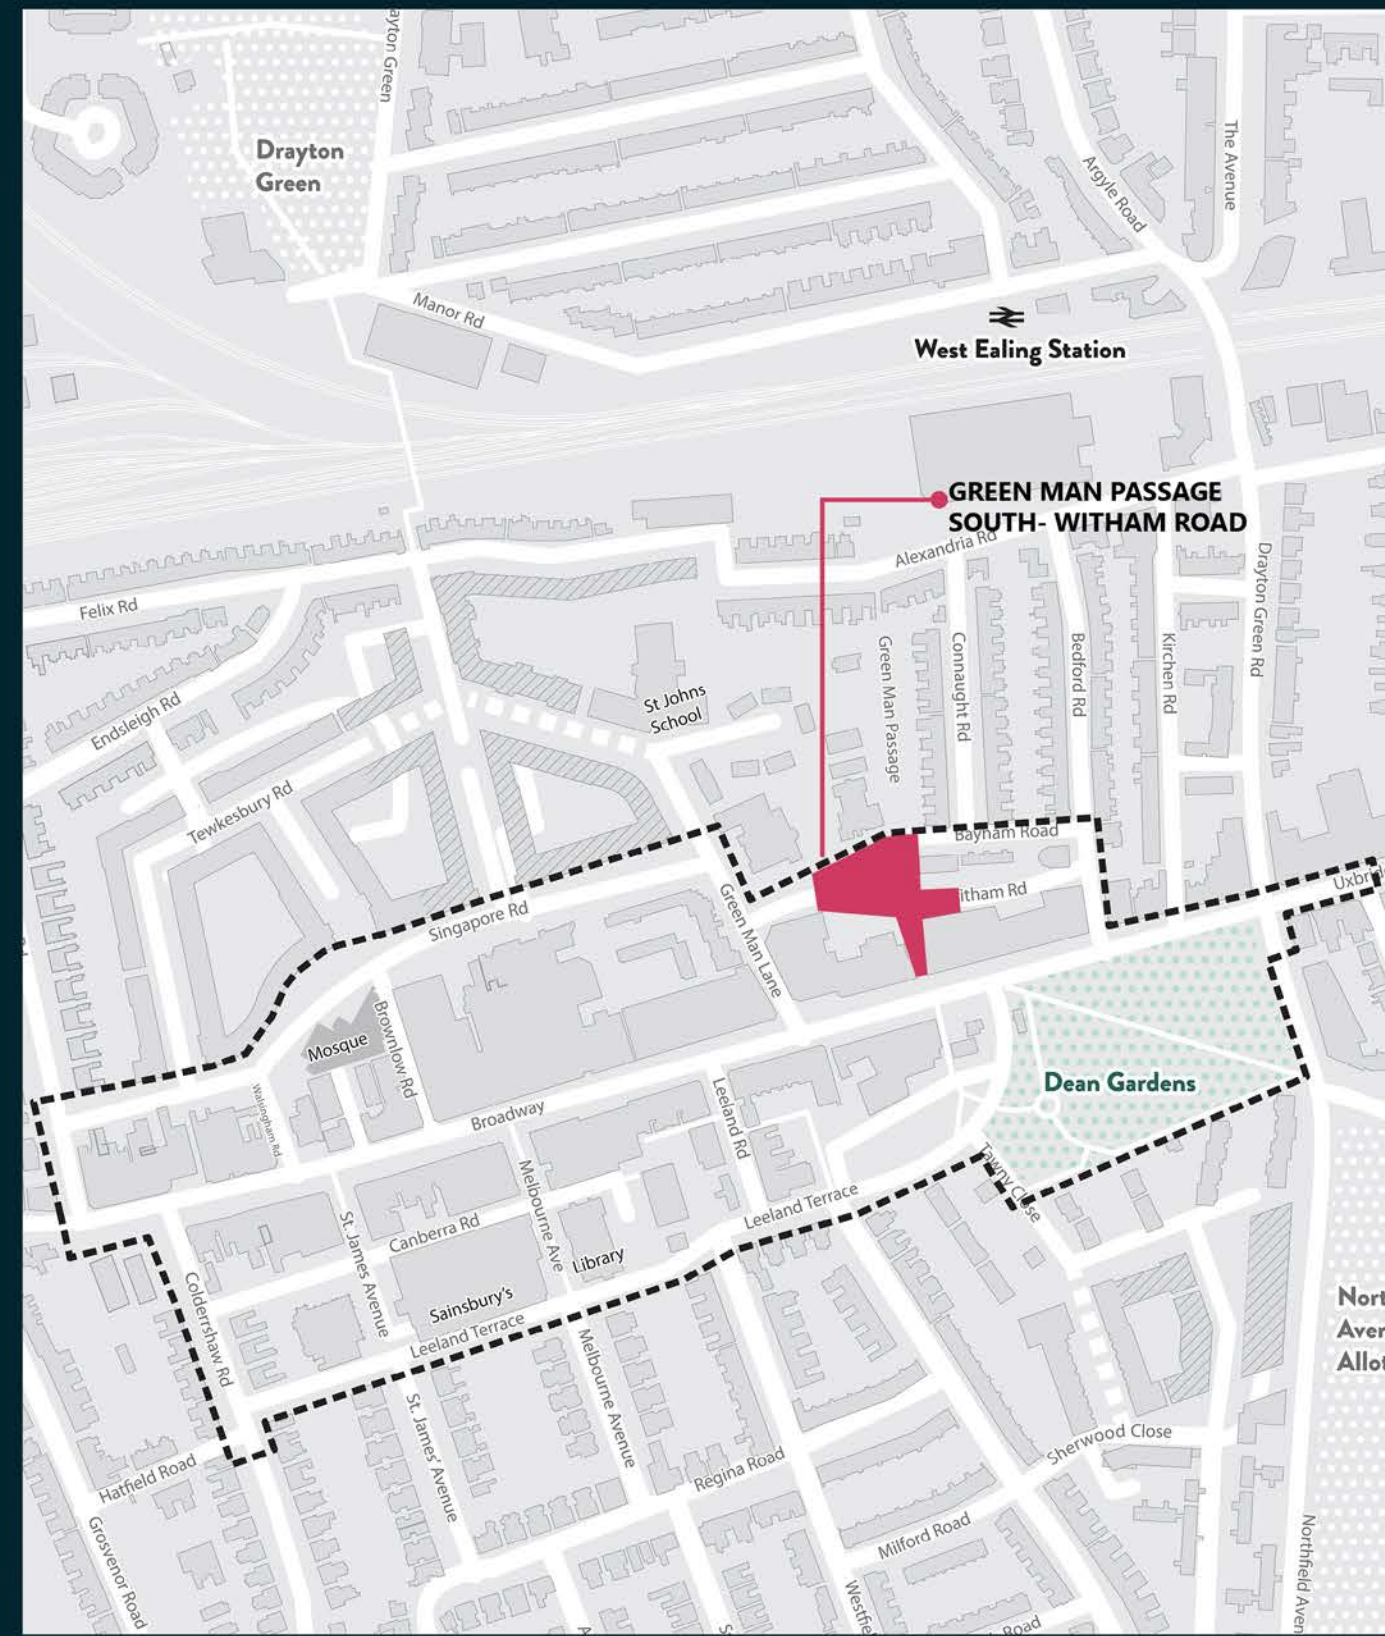 ayton Green
Drayton
Green
The Avenue
Argyle Road
Manor Rd
West Ealing Station
GREEN MAN PASSAGE
SOUTH- WITHAM ROAD
Alexandria Rd
Drayton Green Rd
Felix Rd
Green Man Passage
Connaught Rd
Bedford Rd
Kirchen Rd
St Johns
School
Endsleigh Rd
Tewkesbury Rd
Bayham Road
itham Rd
Uxbrid
Green Man Lane
Singapore Rd
Mosque
Brownlow Rd
Walsingham Rd
Dean Gardens
Broadway
Leeland Rd
Tawny Close
Melbourne Ave
Leeland Terrace
St. James Avenue
Canberra Rd
Library
Sainsbury's
Colderrshaw Rd
Leeland Terrace
Melbourne Avenue
Nort
Aven
Allot
St. James' Avenue
Sherwood Close
Hatfield Road
Regina Road
Milford Road
Grosvenor Road
Northfield Aven
Westfie
Road